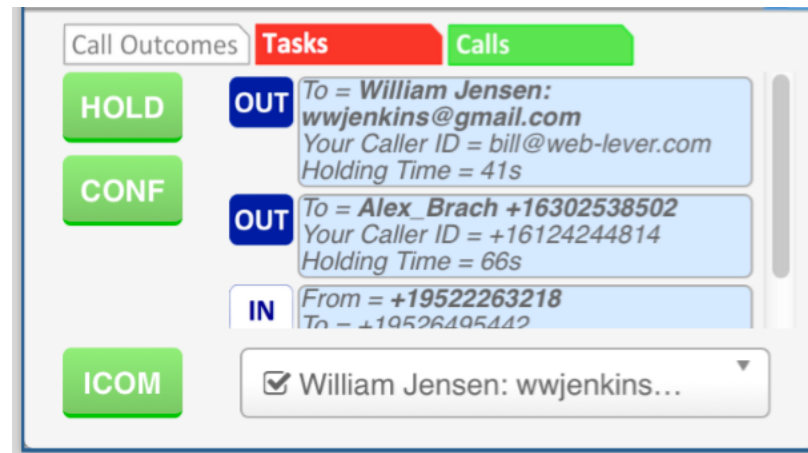 Call Outcomes Tasks Calls
HOLD
CONF
OUT
To = William Jensen:
wwjenkins@gmail.com
Your Caller ID = bill@web-lever.com
Holding Time = 41s
OUT
To = Alex_Brach +16302538502
Your Caller ID = +16124244814
Holding Time = 66s
IN
From = +19522263218
To = +19526495442
ICOM
William Jensen: wwjenkins…